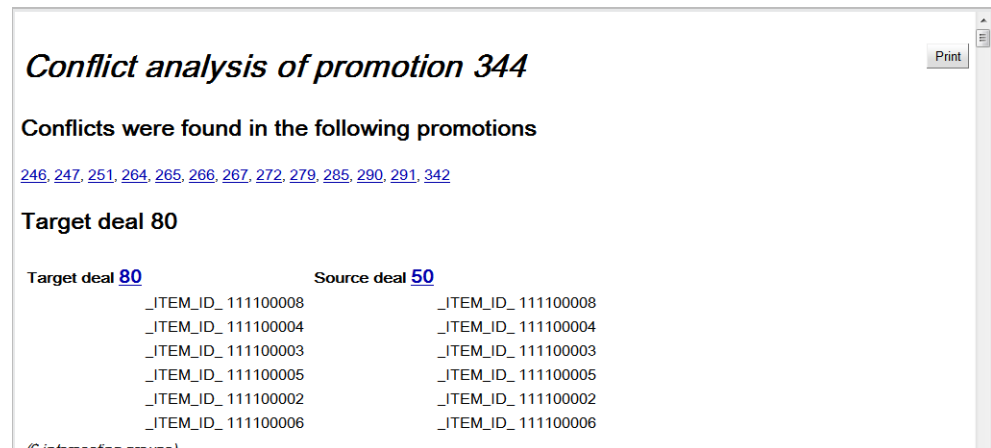 Conflict analysis of promotion 344
Print
Conflicts were found in the following promotions
246, 247, 251, 264, 265, 266, 267, 272, 279, 285, 290, 291, 342
Target deal 80
Target deal 80 Source deal 50
_ITEM_ID_ 111100008 _ITEM_ID_ 111100008
_ITEM_ID_ 111100004 _ITEM_ID_ 111100004
_ITEM_ID_ 111100003 _ITEM_ID_ 111100003
_ITEM_ID_ 111100005 _ITEM_ID_ 111100005
_ITEM_ID_ 111100002 _ITEM_ID_ 111100002
_ITEM_ID_ 111100006 _ITEM_ID_ 111100006